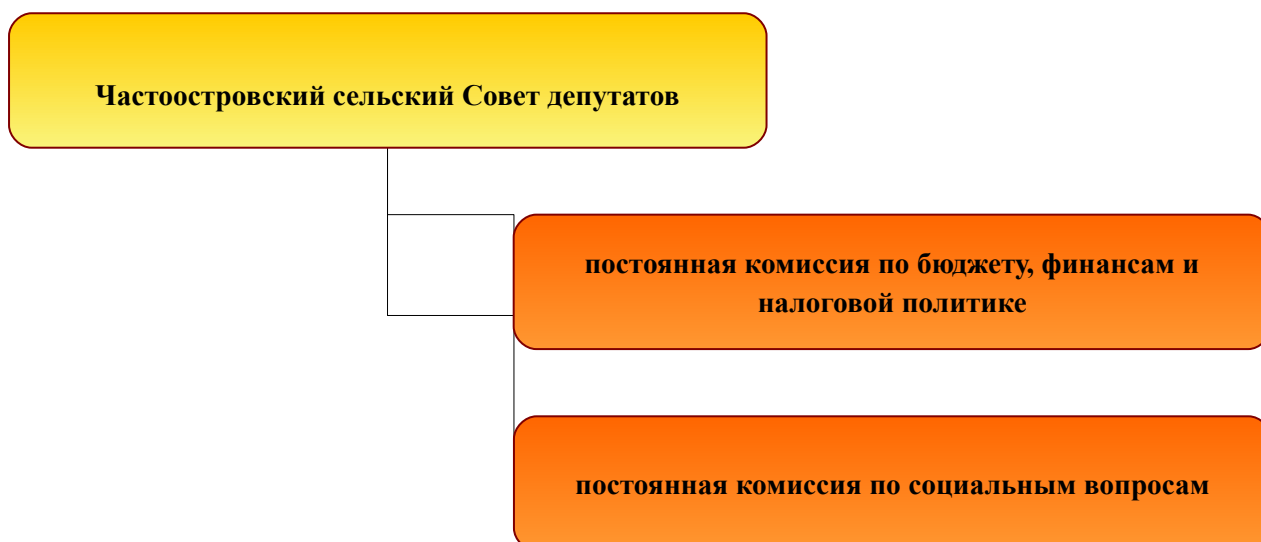 Частоостровский сельский Совет депутатов
постоянная комиссия по бюджету, финансам и
налоговой политике
постоянная комиссия по социальным вопросам